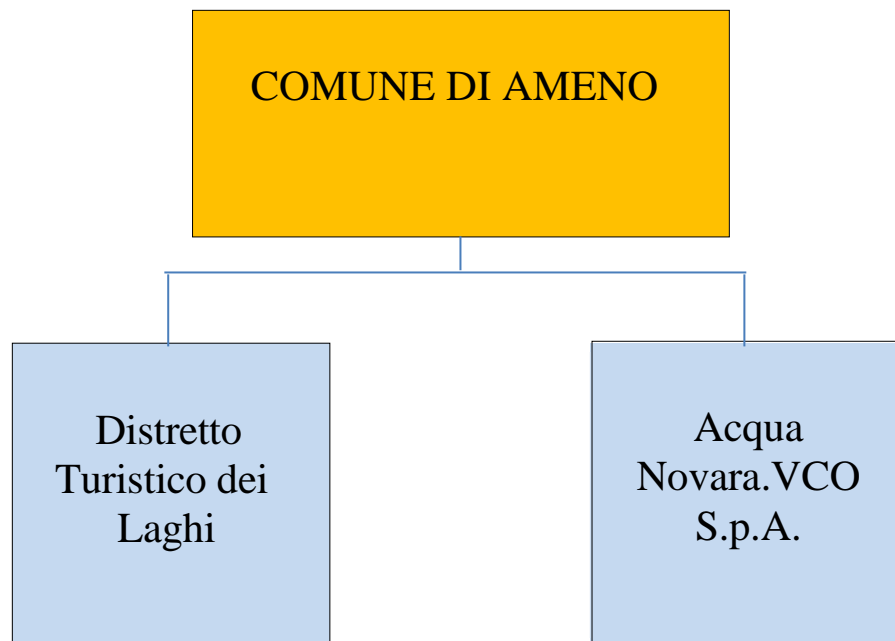 COMUNE DI AMENO
Distretto
Turistico dei
Laghi
Acqua
Novara.VCO
S.p.A.